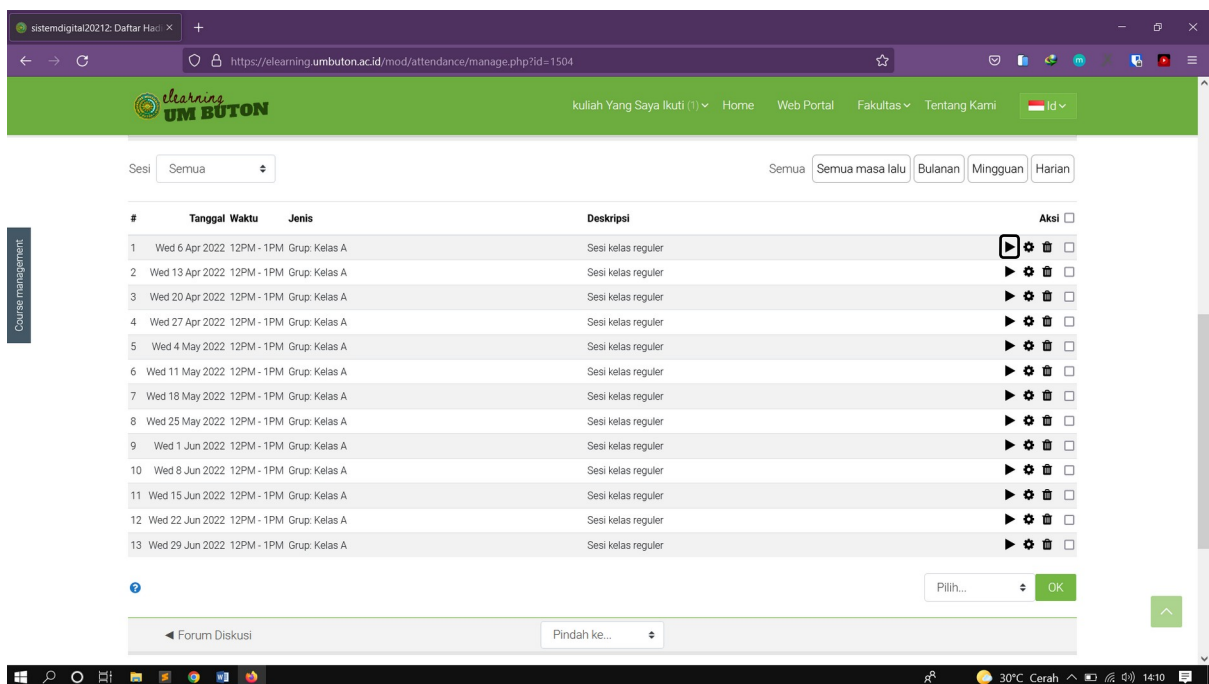 sistemdigital20212: Daftar Hadi
https://elearning.umbuton.ac.id/mod/attendance/manage.php?id=1504
elearning
UM BUTON
kuliah Yang Saya Ikuti (1) Home Web Portal Fakultas Tentang Kami Id
Sesi Semua Semua Semua masa lalu Bulanan Mingguan Harian
# Tanggal Waktu Jenis Deskripsi Aksi
1 Wed 6 Apr 2022 12PM - 1PM Grup: Kelas A Sesi kelas reguler
2 Wed 13 Apr 2022 12PM - 1PM Grup: Kelas A Sesi kelas reguler
3 Wed 20 Apr 2022 12PM - 1PM Grup: Kelas A Sesi kelas reguler
4 Wed 27 Apr 2022 12PM - 1PM Grup: Kelas A Sesi kelas reguler
5 Wed 4 May 2022 12PM - 1PM Grup: Kelas A Sesi kelas reguler
6 Wed 11 May 2022 12PM - 1PM Grup: Kelas A Sesi kelas reguler
7 Wed 18 May 2022 12PM - 1PM Grup: Kelas A Sesi kelas reguler
8 Wed 25 May 2022 12PM - 1PM Grup: Kelas A Sesi kelas reguler
9 Wed 1 Jun 2022 12PM - 1PM Grup: Kelas A Sesi kelas reguler
10 Wed 8 Jun 2022 12PM - 1PM Grup: Kelas A Sesi kelas reguler
11 Wed 15 Jun 2022 12PM - 1PM Grup: Kelas A Sesi kelas reguler
12 Wed 22 Jun 2022 12PM - 1PM Grup: Kelas A Sesi kelas reguler
13 Wed 29 Jun 2022 12PM - 1PM Grup: Kelas A Sesi kelas reguler
Course management
Pilih... OK
◄ Forum Diskusi Pindah ke...
30°C Cerah 14:10